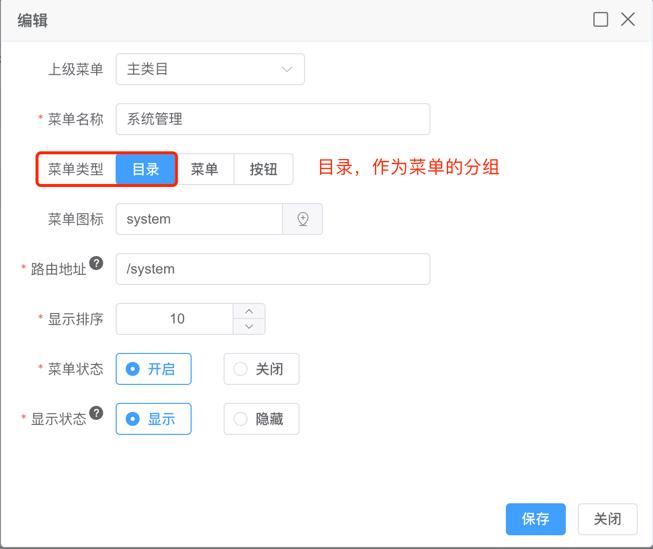 编辑
上级菜单 主类目
* 菜单名称 系统管理
菜单类型 目录 菜单 按钮 目录，作为菜单的分组
菜单图标 system
* 路由地址 ? /system
* 显示排序 10
* 菜单状态 开启 关闭
* 显示状态 ? 显示 隐藏
保存 关闭